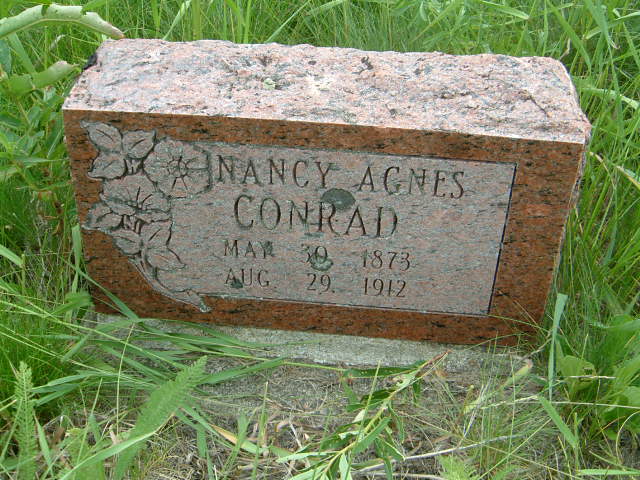 NANCY AGNES
CONRAD
MAY 30 1873
AUG 29. 1912